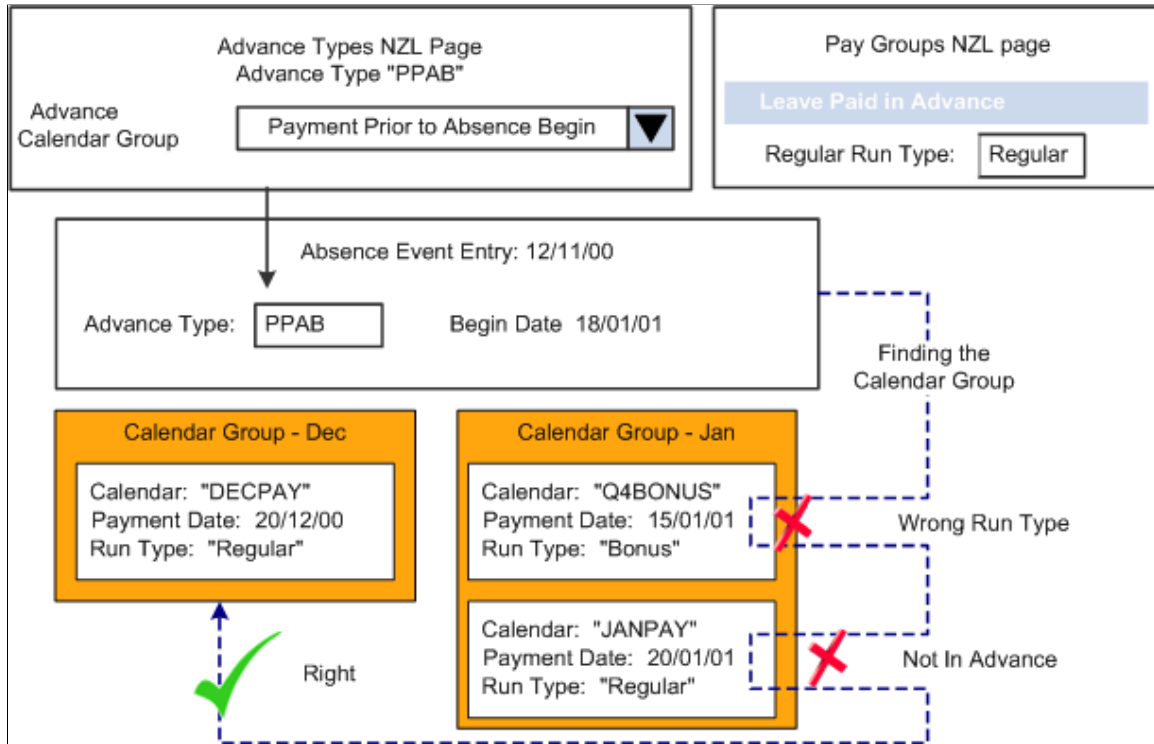 Advance Types NZL Page
Advance Type "PPAB"
Advance
Calendar Group
Payment Prior to Absence Begin
Pay Groups NZL page
Leave Paid in Advance
Regular Run Type:
Regular
Absence Event Entry: 12/11/00
Advance Type:
PPAB
Begin Date 18/01/01
Finding the
Calendar Group
Calendar Group - Dec
Calendar: "DECPAY"
Payment Date: 20/12/00
Run Type: "Regular"
Calendar Group - Jan
Calendar: "Q4BONUS"
Payment Date: 15/01/01
Run Type: "Bonus"
Wrong Run Type
Calendar: "JANPAY"
Payment Date: 20/01/01
Run Type: "Regular"
Not In Advance
Right